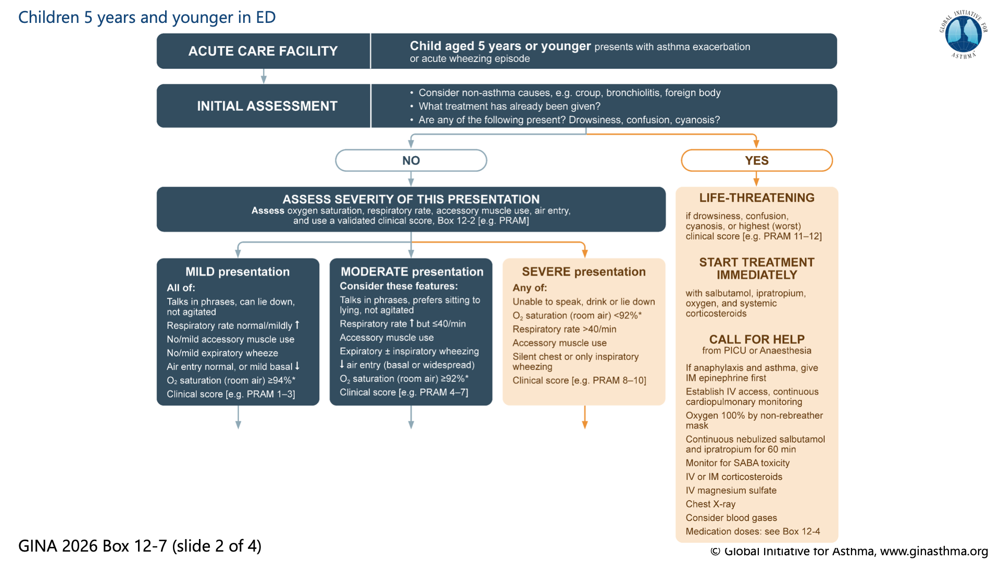 Children 5 years and younger in ED
GLOBAL INITIATIVE FOR
ASTHMA
ACUTE CARE FACILITY
Child aged 5 years or younger presents with asthma exacerbation
or acute wheezing episode
INITIAL ASSESSMENT
• Consider non-asthma causes, e.g. croup, bronchiolitis, foreign body
• What treatment has already been given?
• Are any of the following present? Drowsiness, confusion, cyanosis?
NO
YES
ASSESS SEVERITY OF THIS PRESENTATION
Assess oxygen saturation, respiratory rate, accessory muscle use, air entry,
and use a validated clinical score, Box 12-2 [e.g. PRAM]
MILD presentation
All of:
Talks in phrases, can lie down,
not agitated
Respiratory rate normal/mildly ↑
No/mild accessory muscle use
No/mild expiratory wheeze
Air entry normal, or mild basal ↓
O₂ saturation (room air) ≥94%*
Clinical score [e.g. PRAM 1–3]
MODERATE presentation
Consider these features:
Talks in phrases, prefers sitting to
lying, not agitated
Respiratory rate ↑ but ≤40/min
Accessory muscle use
Expiratory ± inspiratory wheezing
↓ air entry (basal or widespread)
O₂ saturation (room air) ≥92%*
Clinical score [e.g. PRAM 4–7]
SEVERE presentation
Any of:
Unable to speak, drink or lie down
O₂ saturation (room air) <92%*
Respiratory rate >40/min
Accessory muscle use
Silent chest or only inspiratory
wheezing
Clinical score [e.g. PRAM 8–10]
LIFE-THREATENING
if drowsiness, confusion,
cyanosis, or highest (worst)
clinical score [e.g. PRAM 11–12]
START TREATMENT
IMMEDIATELY
with salbutamol, ipratropium,
oxygen, and systemic
corticosteroids
CALL FOR HELP
from PICU or Anaesthesia
If anaphylaxis and asthma, give
IM epinephrine first
Establish IV access, continuous
cardiopulmonary monitoring
Oxygen 100% by non-rebreather
mask
Continuous nebulized salbutamol
and ipratropium for 60 min
Monitor for SABA toxicity
IV or IM corticosteroids
IV magnesium sulfate
Chest X-ray
Consider blood gases
Medication doses: see Box 12-4
GINA 2026 Box 12-7 (slide 2 of 4)
© Global Initiative for Asthma, www.ginasthma.org